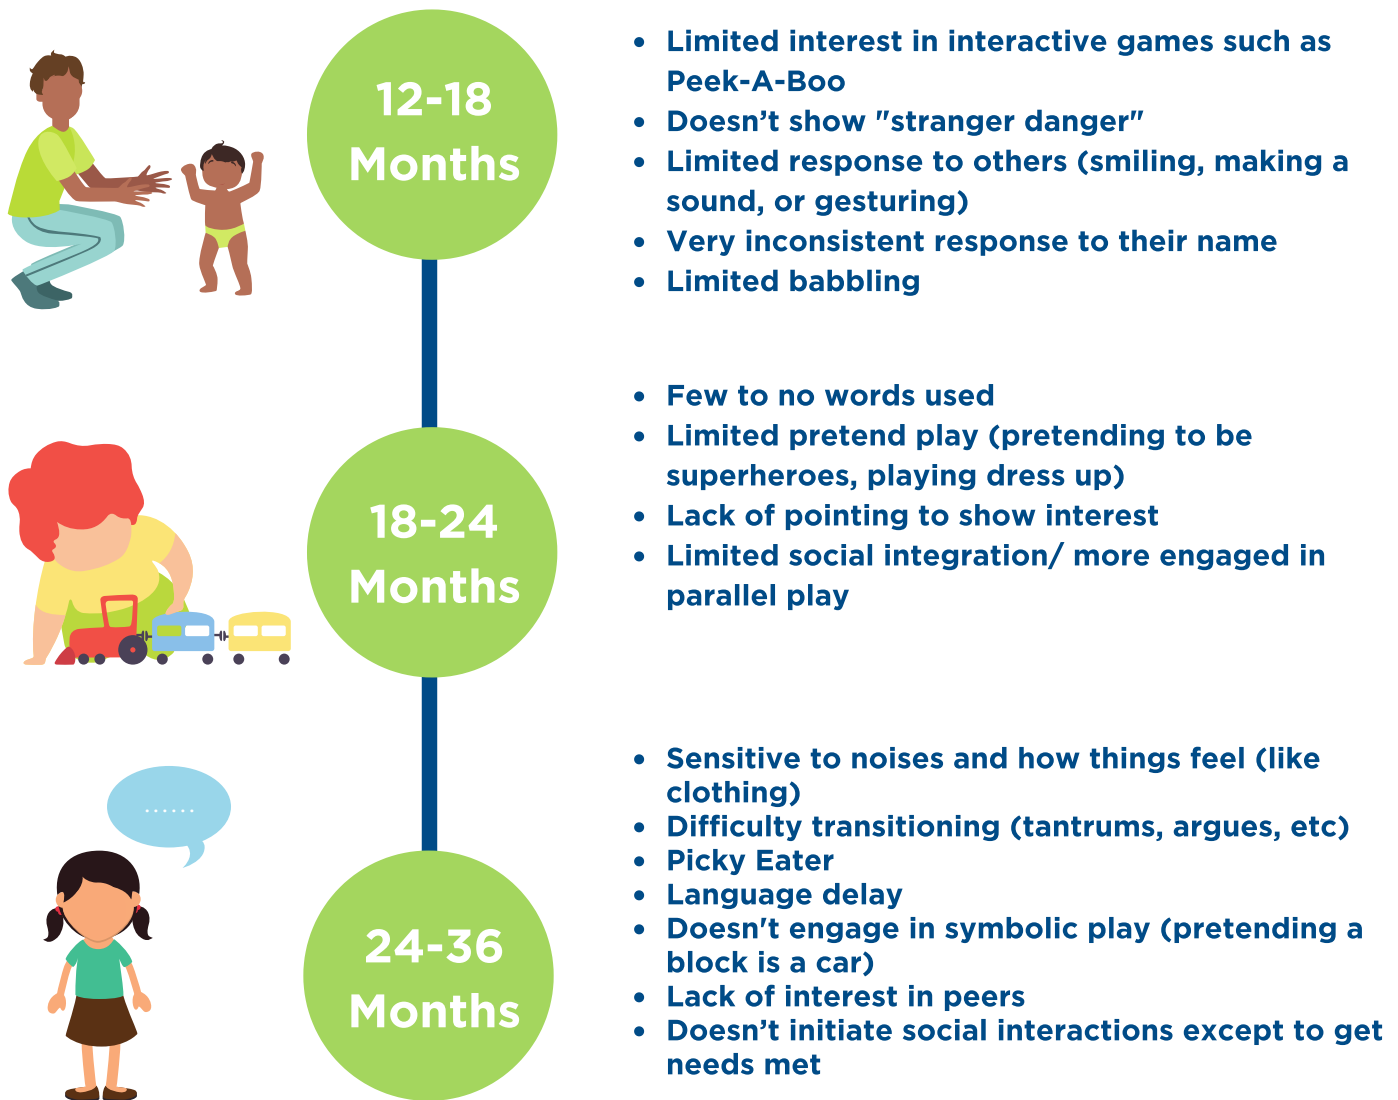 12-18
Months
• Limited interest in interactive games such as
Peek-A-Boo
• Doesn’t show "stranger danger"
• Limited response to others (smiling, making a
sound, or gesturing)
• Very inconsistent response to their name
• Limited babbling
18-24
Months
• Few to no words used
• Limited pretend play (pretending to be
superheroes, playing dress up)
• Lack of pointing to show interest
• Limited social integration/ more engaged in
parallel play
......
24-36
Months
• Sensitive to noises and how things feel (like
clothing)
• Difficulty transitioning (tantrums, argues, etc)
• Picky Eater
• Language delay
• Doesn't engage in symbolic play (pretending a
block is a car)
• Lack of interest in peers
• Doesn’t initiate social interactions except to get
needs met